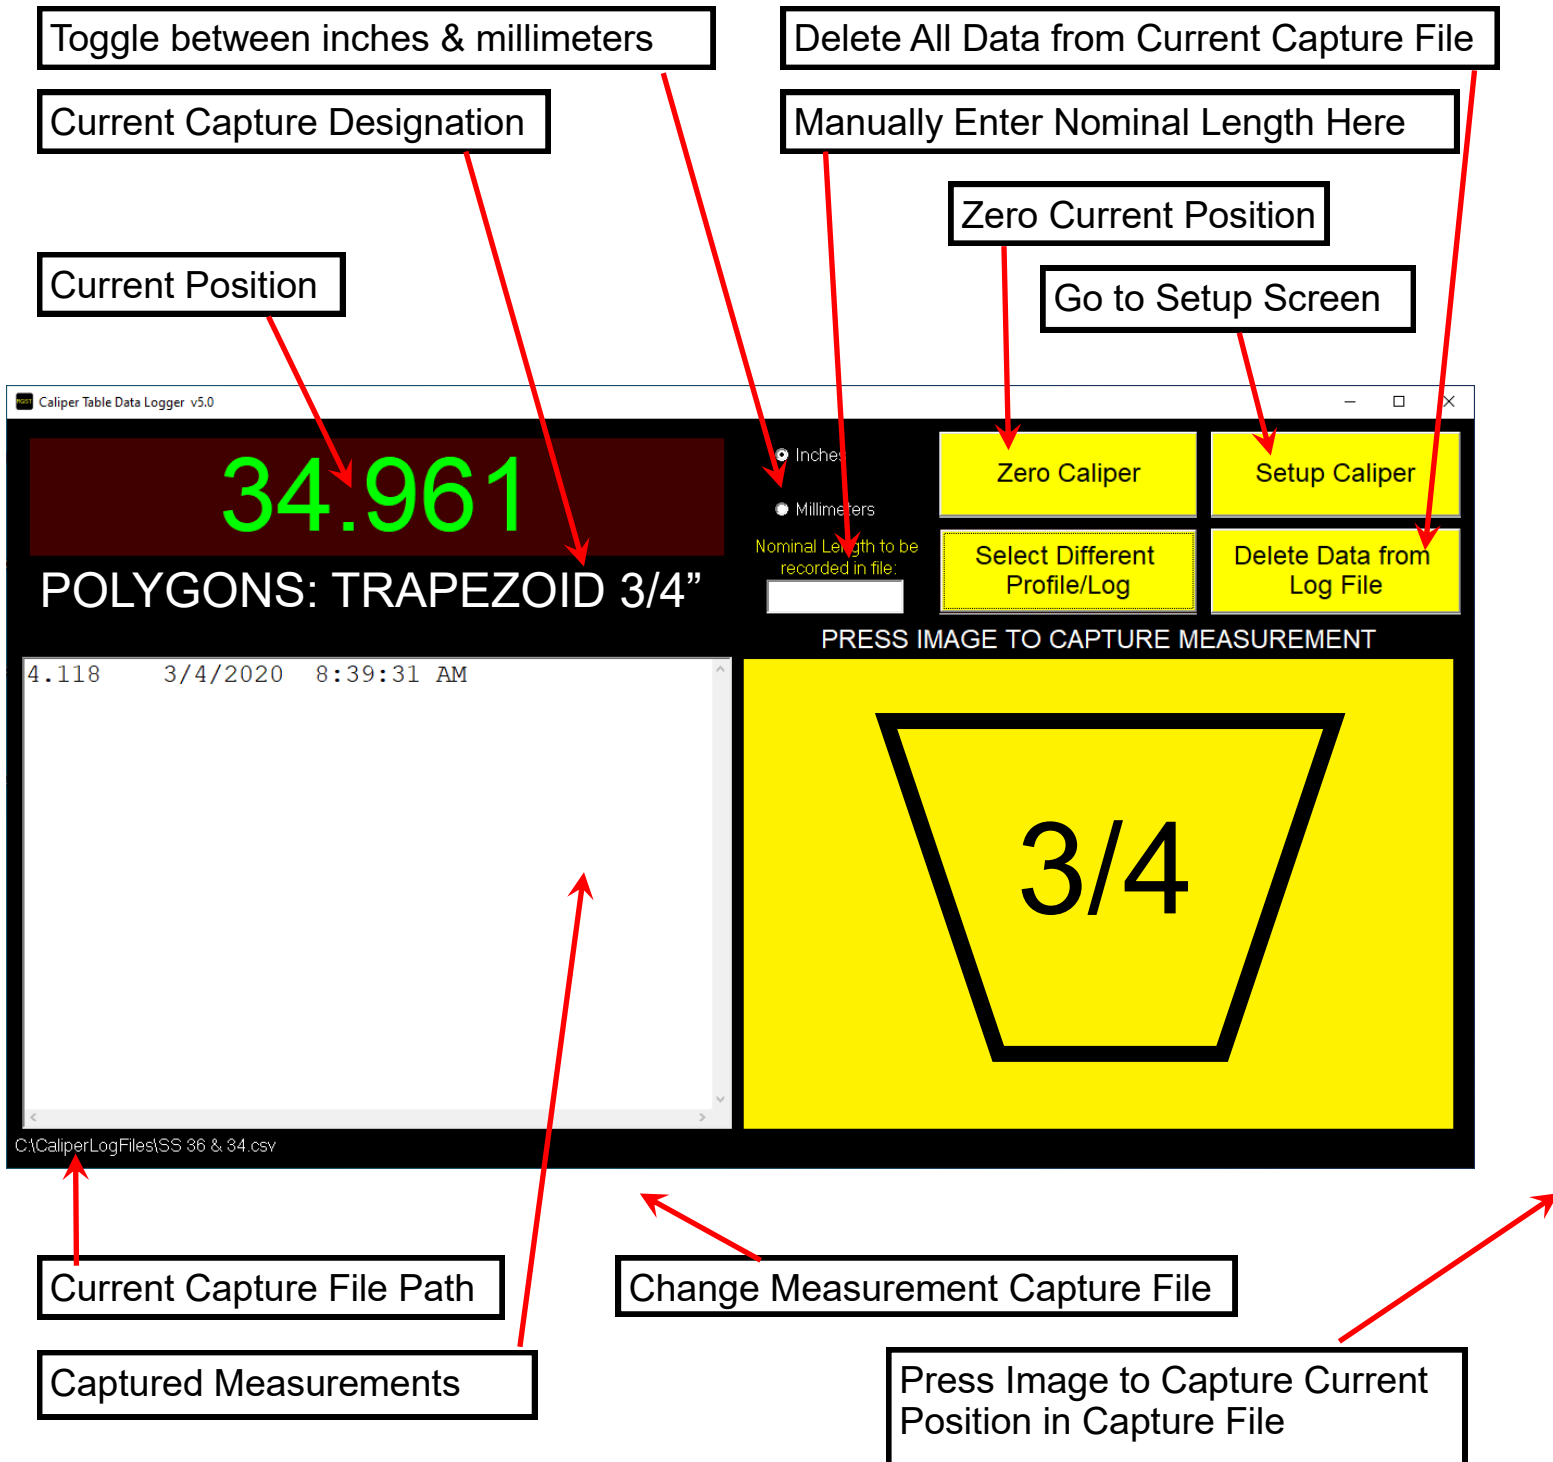 Toggle between inches & millimeters
Delete All Data from Current Capture File
Current Capture Designation
Manually Enter Nominal Length Here
Zero Current Position
Current Position
Go to Setup Screen
MGST
Caliper Table Data Logger v5.0
34.961
Inches
Millimeters
Zero Caliper
Setup Caliper
Nominal Length to be
recorded in file:
Select Different
Profile/Log
Delete Data from
Log File
POLYGONS: TRAPEZOID 3/4”
PRESS IMAGE TO CAPTURE MEASUREMENT
4.118 3/4/2020 8:39:31 AM
3/4
C:\CaliperLogFiles\SS 36 & 34.csv
Current Capture File Path
Change Measurement Capture File
Captured Measurements
Press Image to Capture Current
Position in Capture File